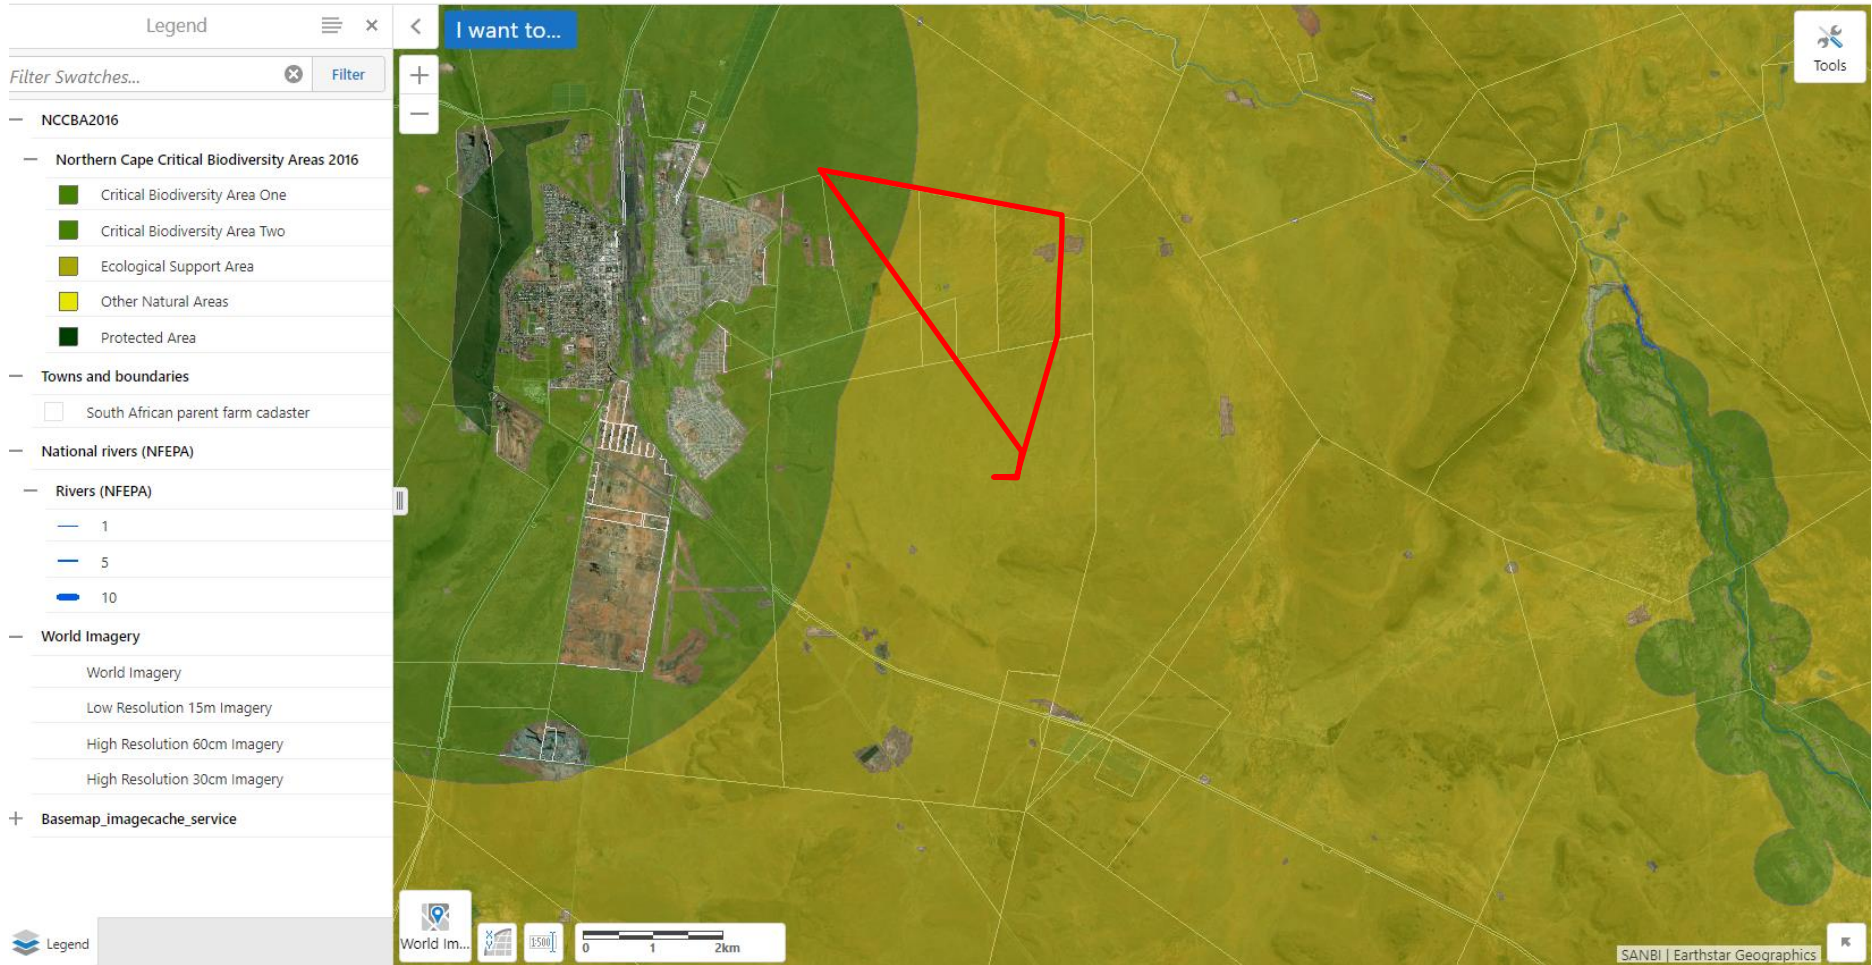 Legend
Filter Swatches...
Filter
NCCBA2016
Northern Cape Critical Biodiversity Areas 2016
Critical Biodiversity Area One
Critical Biodiversity Area Two
Ecological Support Area
Other Natural Areas
Protected Area
Towns and boundaries
South African parent farm cadaster
National rivers (NFEPA)
Rivers (NFEPA)
1
5
10
World Imagery
World Imagery
Low Resolution 15m Imagery
High Resolution 60cm Imagery
High Resolution 30cm Imagery
Basemap_imagecache_service
Legend
I want to...
Tools
World Im...
X,Y
1:500
0 1 2km
SANBI | Earthstar Geographics